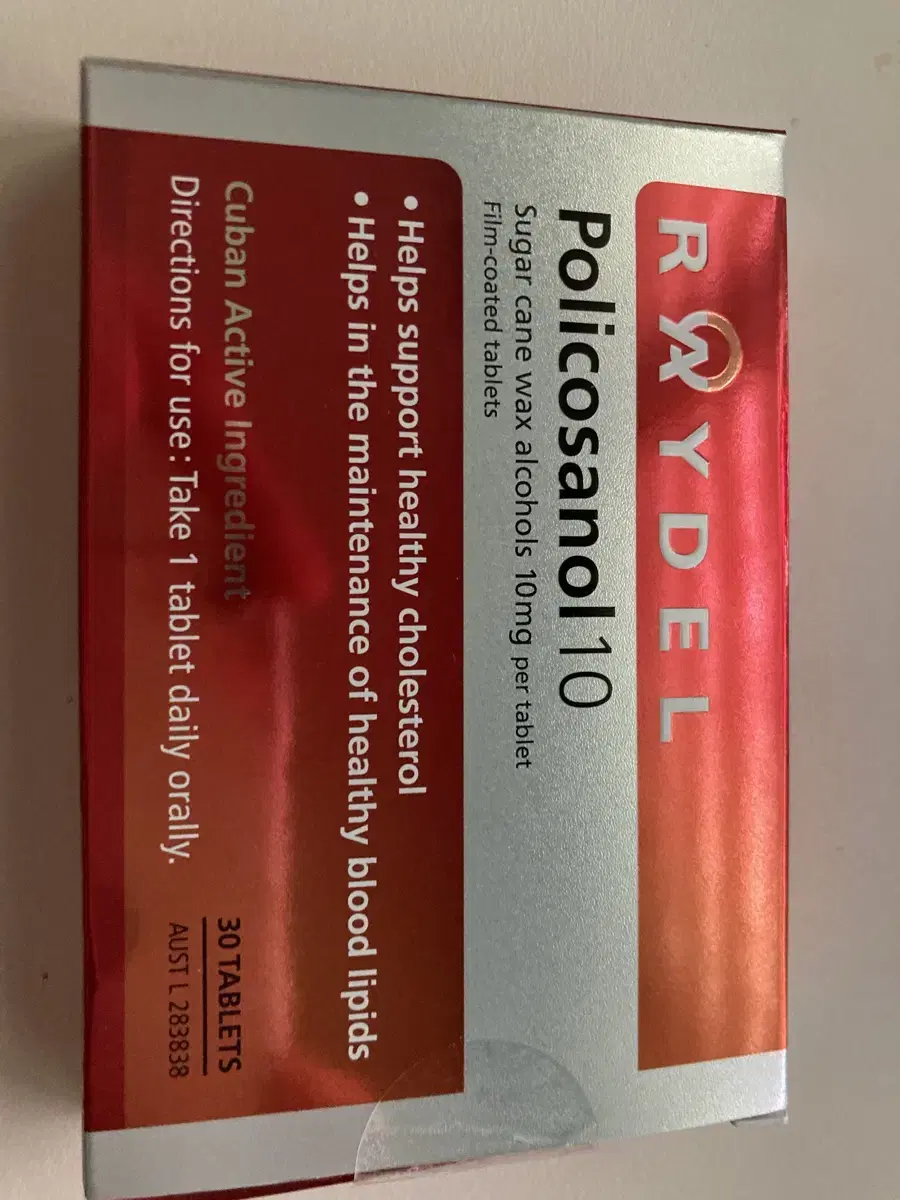 RAYDEL
Policosanol 10
Sugar cane wax alcohols 10mg per tablet
Film-coated tablets
• Helps support healthy cholesterol
• Helps in the maintenance of healthy blood lipids
Cuban Active Ingredient
Directions for use: Take 1 tablet daily orally.
30 TABLETS
AUST L 283838